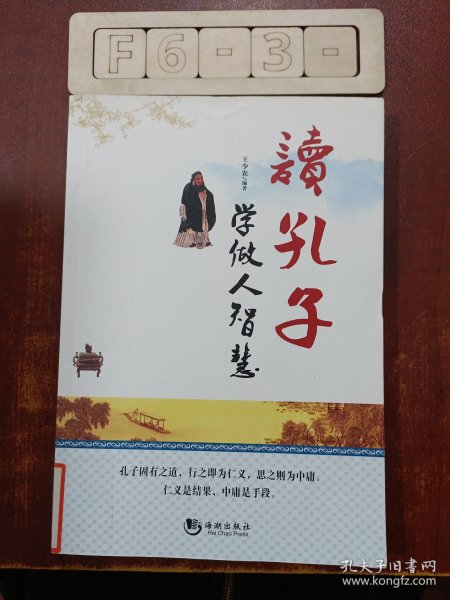 F6-3-
讀孔子
王少农/编著
学做人智慧
孔子固有之道，行之即为仁义，思之则为中庸。
仁义是结果，中庸是手段。
海潮出版社
Hai Chao Press
孔夫子旧书网
www.kongfz.com